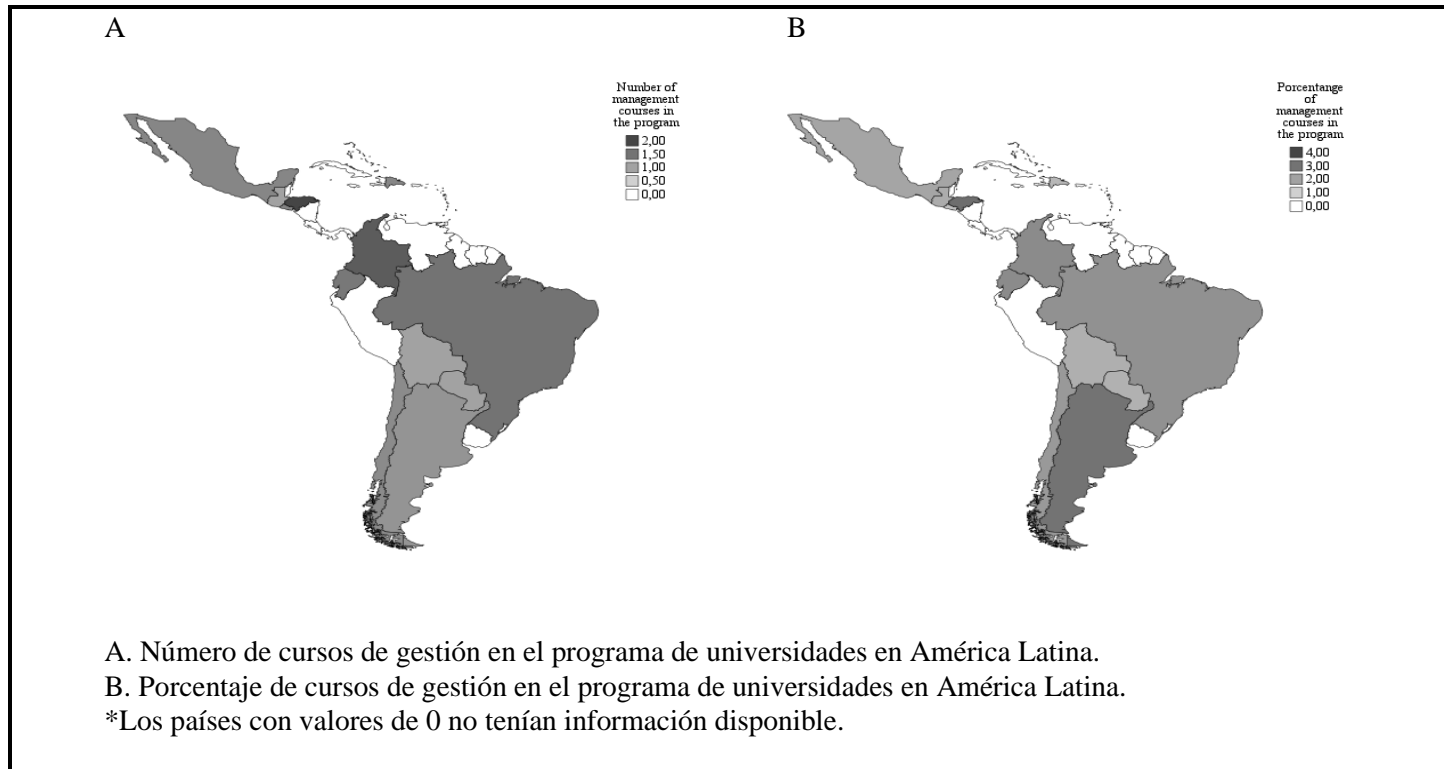 A
B
Number of
management
courses in
the program
2,00
1,50
1,00
0,50
0,00
Porcentange
of
management
courses in
the program
4,00
3,00
2,00
1,00
0,00
A. Número de cursos de gestión en el programa de universidades en América Latina.
B. Porcentaje de cursos de gestión en el programa de universidades en América Latina.
*Los países con valores de 0 no tenían información disponible.